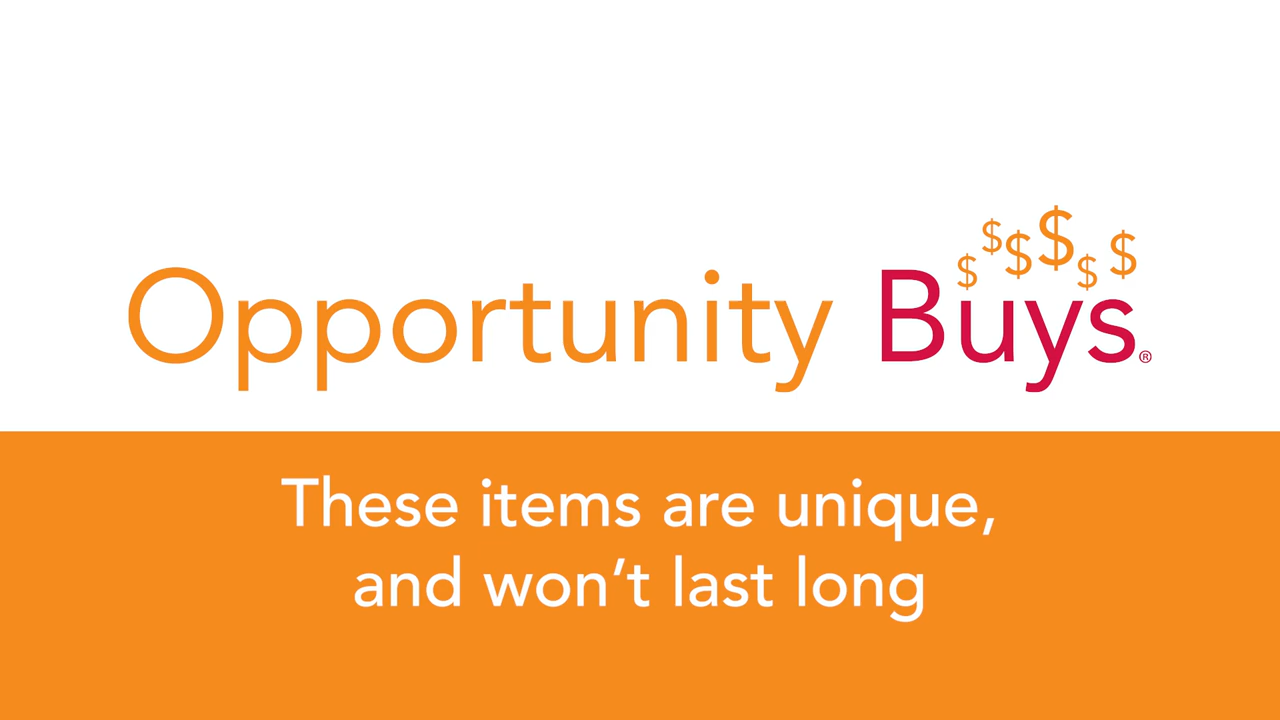 $ $ $ $ $ $
Opportunity Buys®
These items are unique,
and won’t last long